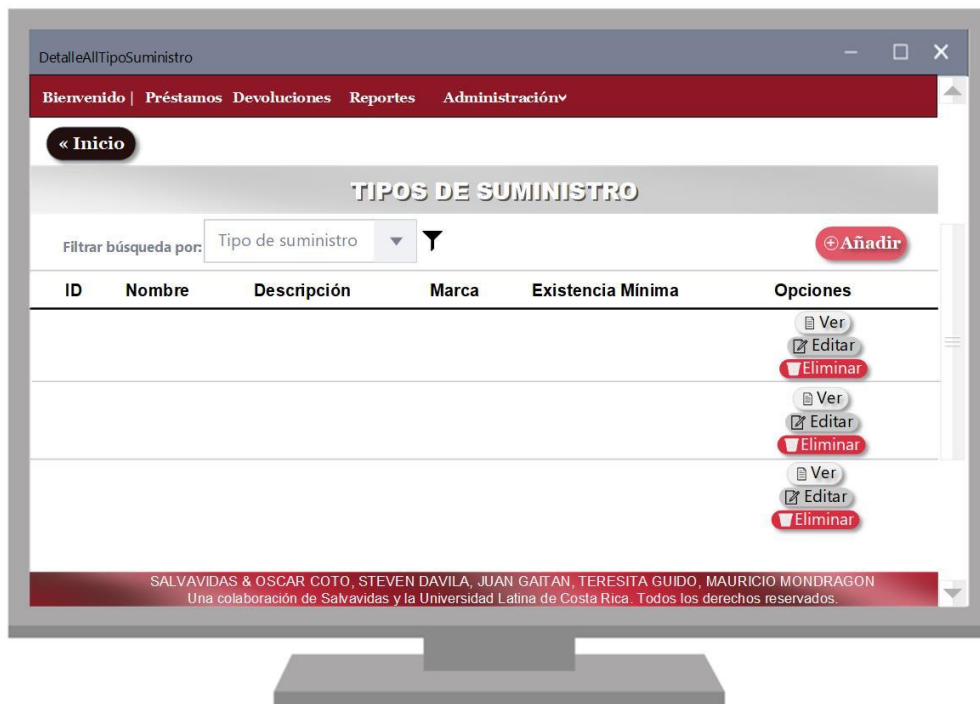 DetalleAllTipoSuministro
Bienvenido | Préstamos Devoluciones Reportes Administración
« Inicio
TIPOS DE SUMINISTRO
Filtrar búsqueda por: Tipo de suministro
Añadir
ID Nombre Descripción Marca Existencia Mínima Opciones
Ver
Editar
Eliminar
Ver
Editar
Eliminar
Ver
Editar
Eliminar
SALVAVIDAS & OSCAR COTO, STEVEN DAVILA, JUAN GAITAN, TERESITA GUIDO, MAURICIO MONDRAGON
Una colaboración de Salvavidas y la Universidad Latina de Costa Rica. Todos los derechos reservados.